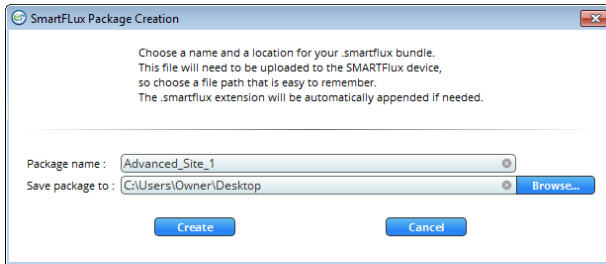 SmartFLux Package Creation
Choose a name and a location for your .smartflux bundle.
This file will need to be uploaded to the SMARTFlux device,
so choose a file path that is easy to remember.
The .smartflux extension will be automatically appended if needed.
Package name : Advanced_Site_1
Save package to : C:\Users\Owner\Desktop Browse...
Create Cancel